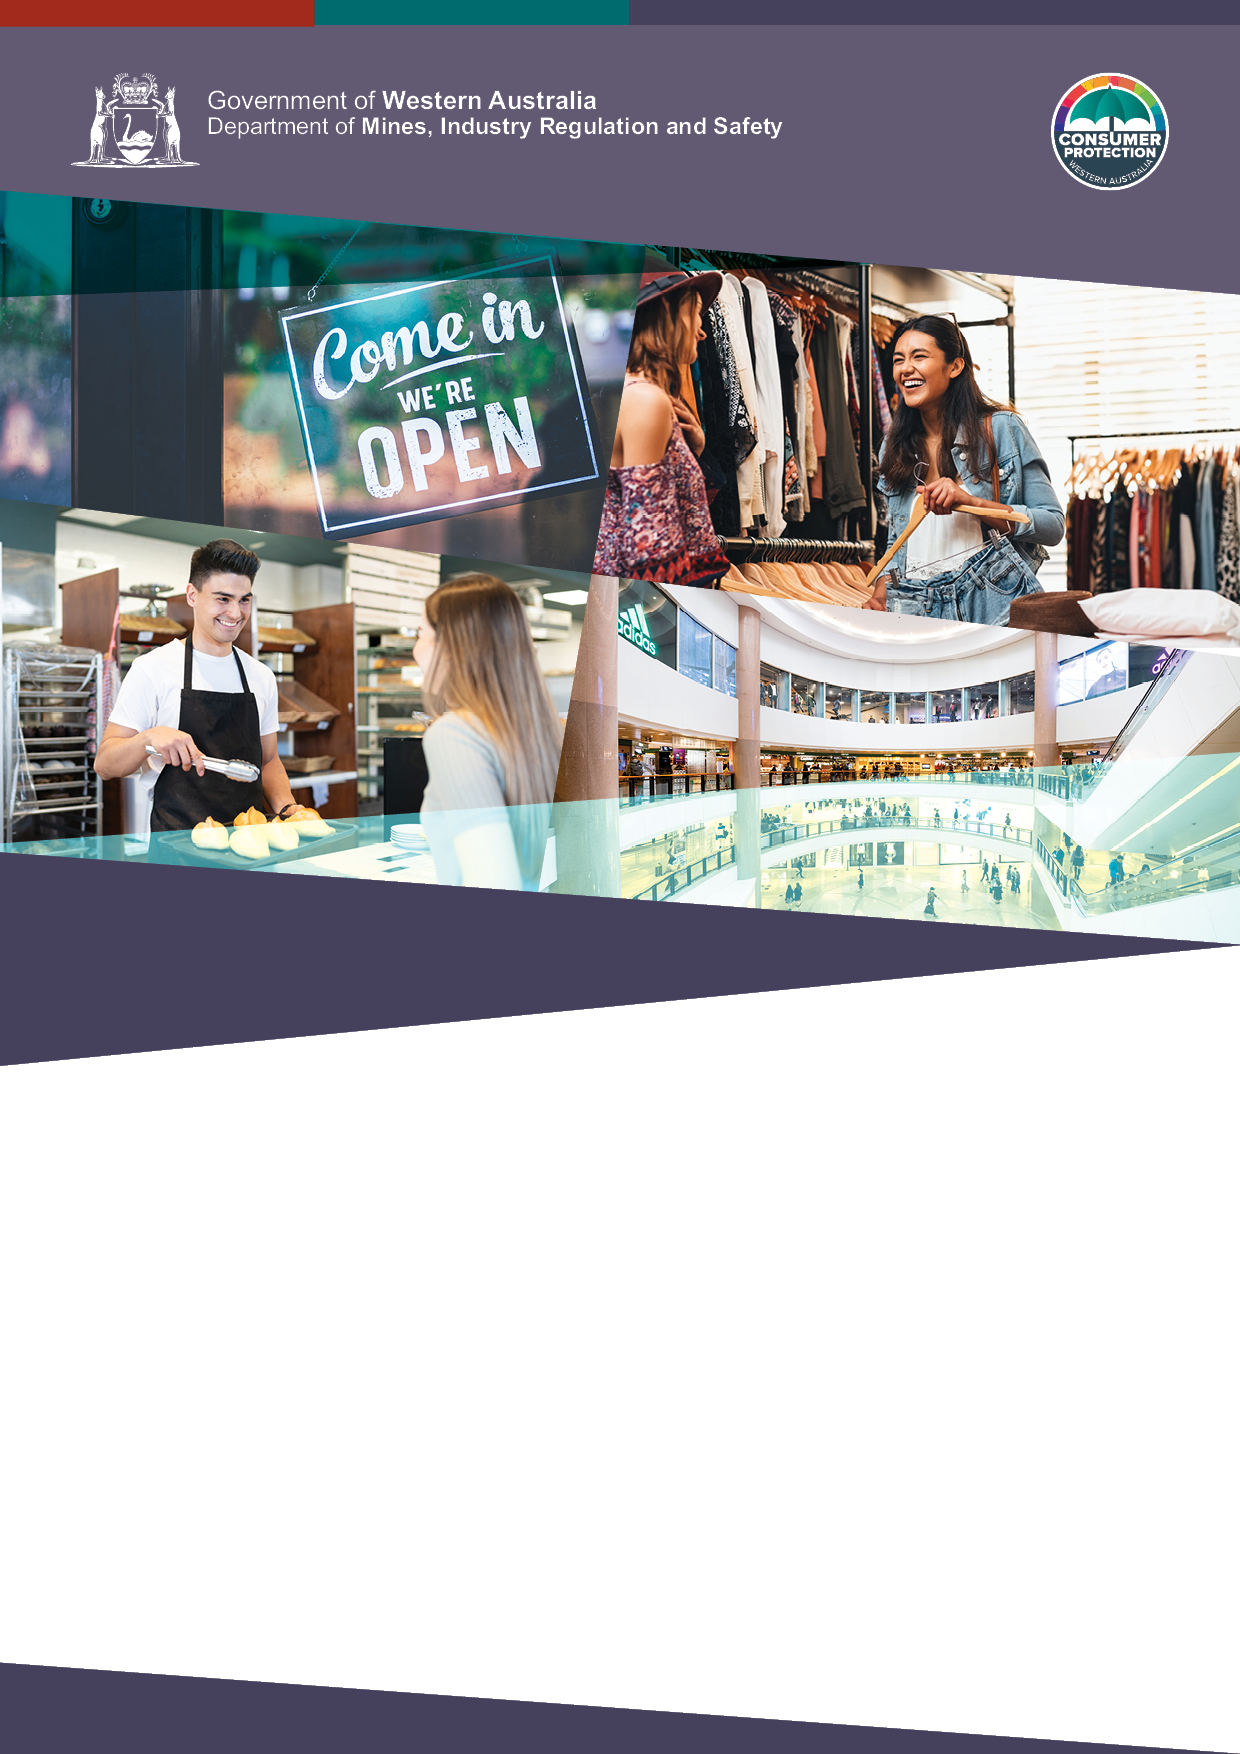 Government of Western Australia
Department of Mines, Industry Regulation and Safety
CONSUMER
PROTECTION
WESTERN AUSTRALIA
Come in
WE'RE
OPEN
adidas